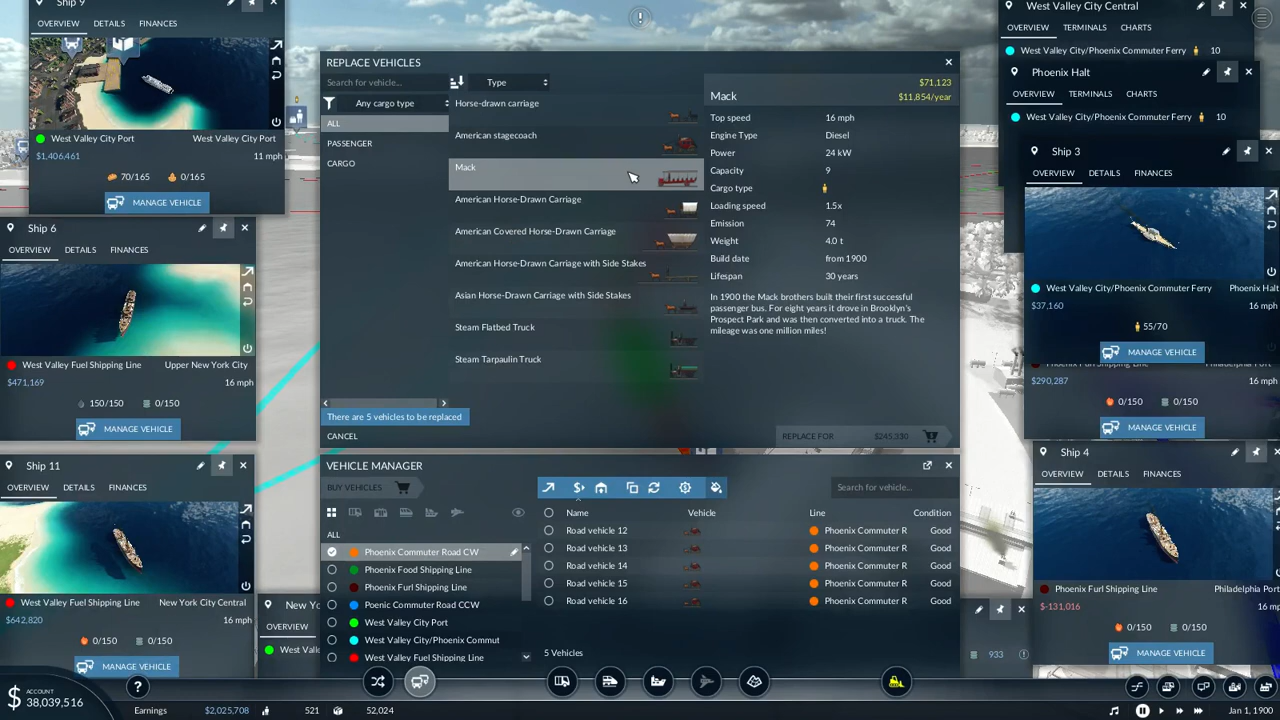 Ship 9
OVERVIEW DETAILS FINANCES
West Valley City Port West Valley City Port
$1,406,461 11 mph
70/165 0/165
MANAGE VEHICLE
Ship 6
OVERVIEW DETAILS FINANCES
West Valley Fuel Shipping Line Upper New York City
$471,169 16 mph
150/150 0/150
MANAGE VEHICLE
Ship 11
OVERVIEW DETAILS FINANCES
West Valley Fuel Shipping Line New York City Central
$642,820 16 mph
0/150 0/150
MANAGE VEHICLE
New Yo
OVERVIEW
West Valle
REPLACE VEHICLES
Search for vehicle... Type
Any cargo type
ALL
PASSENGER
CARGO
Horse-drawn carriage
American stagecoach
Mack
American Horse-Drawn Carriage
American Covered Horse-Drawn Carriage
American Horse-Drawn Carriage with Side Stakes
Asian Horse-Drawn Carriage with Side Stakes
Steam Flatbed Truck
Steam Tarpaulin Truck
There are 5 vehicles to be replaced
CANCEL
$71,123
Mack $11,854/year
Top speed 16 mph
Engine Type Diesel
Power 24 kW
Capacity 9
Cargo type
Loading speed 1.5x
Emission 74
Weight 4.0 t
Build date from 1900
Lifespan 30 years
In 1900 the Mack brothers built their first successful
passenger bus. For eight years it drove in Brooklyn's
Prospect Park and was then converted into a truck. The
mileage was one million miles!
REPLACE FOR $245,330
VEHICLE MANAGER
BUY VEHICLES
Search for vehicle...
ALL
Phoenix Commuter Road CW
Phoenix Food Shipping Line
Phoenix Furl Shipping Line
Poenic Commuter Road CCW
West Valley City Port
West Valley City/Phoenix Commut
West Valley Fuel Shipping Line
Name Vehicle Line Condition
Road vehicle 12 Phoenix Commuter R Good
Road vehicle 13 Phoenix Commuter R Good
Road vehicle 14 Phoenix Commuter R Good
Road vehicle 15 Phoenix Commuter R Good
Road vehicle 16 Phoenix Commuter R Good
5 Vehicles
West Valley City Central
OVERVIEW TERMINALS CHARTS
West Valley City/Phoenix Commuter Ferry 10
Phoenix Halt
OVERVIEW TERMINALS CHARTS
West Valley City/Phoenix Commuter Ferry 10
Ship 3
OVERVIEW DETAILS FINANCES
West Valley City/Phoenix Commuter Ferry Phoenix Halt
$37,160 16 mph
55/70
MANAGE VEHICLE
Phoenix Furl Shipping Line Philadelphia Port
$290,287 16 mph
0/150 0/150
MANAGE VEHICLE
Ship 4
OVERVIEW DETAILS FINANCES
Phoenix Furl Shipping Line Philadelphia Port
$-131,016 16 mp
0/150 0/150
MANAGE VEHICLE
933
$ ACCOUNT
38,039,516
?
Earnings $2,025,708 521 52,024
Jan 1, 1900